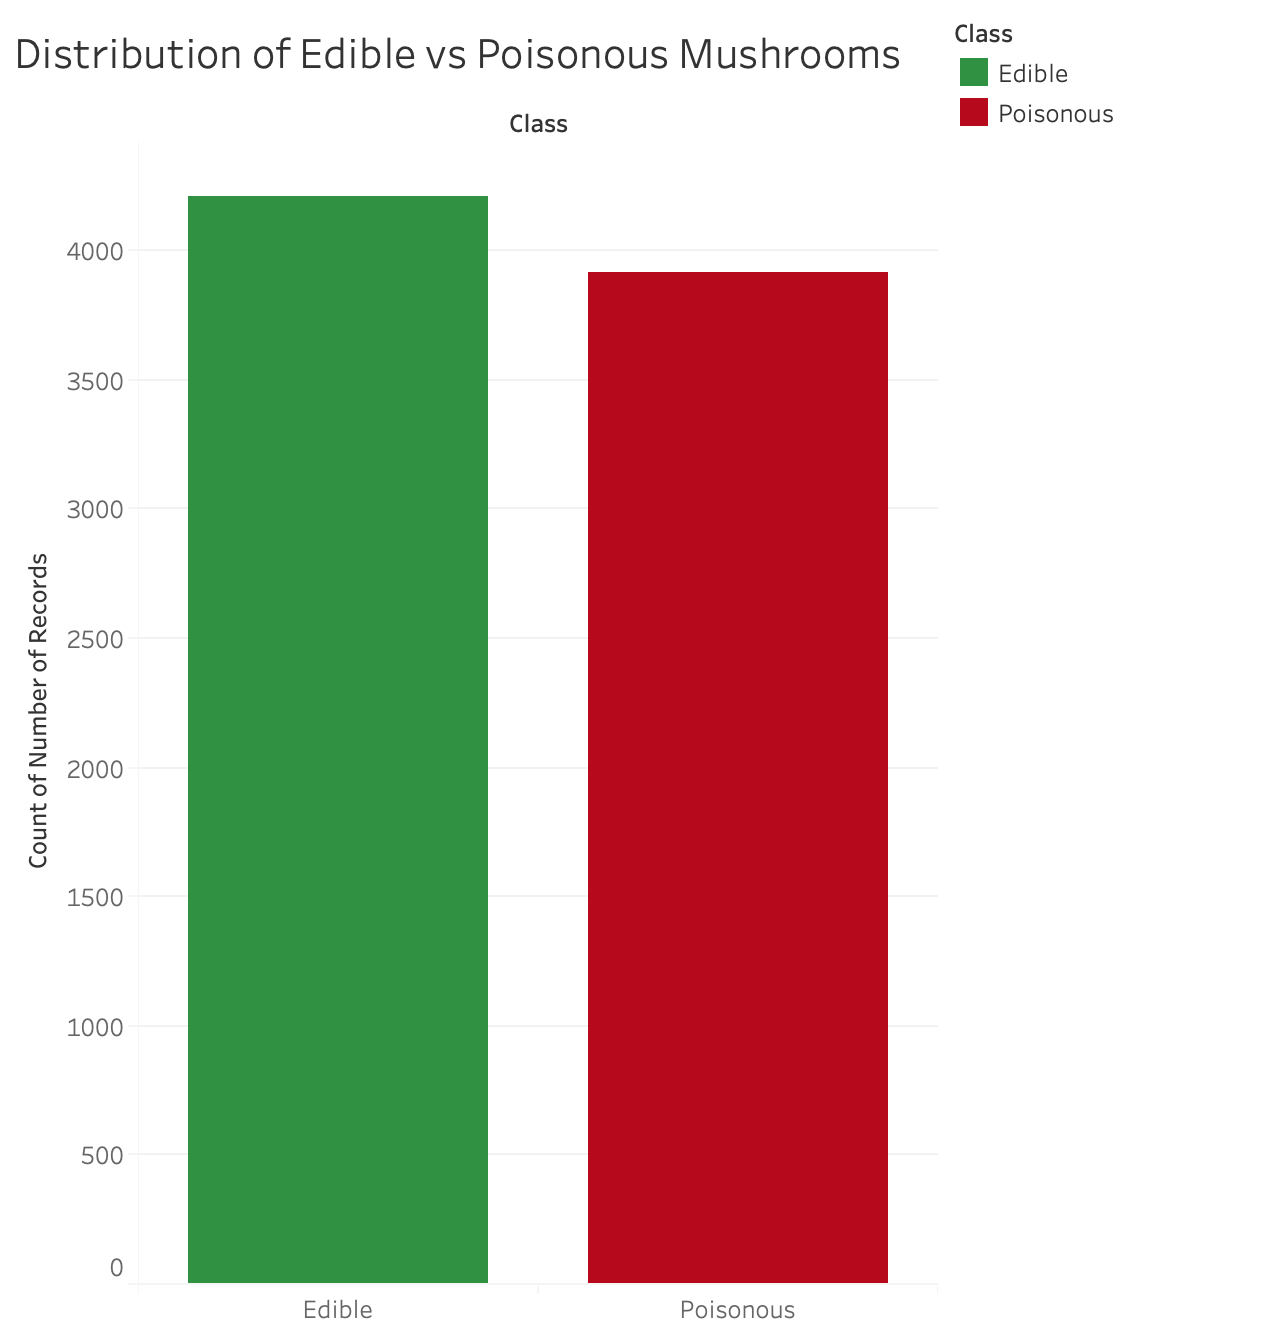 Distribution of Edible vs Poisonous Mushrooms
Class
Edible
Poisonous
Class
4000
3500
3000
2500
2000
1500
1000
500
0
Count of Number of Records
Edible
Poisonous